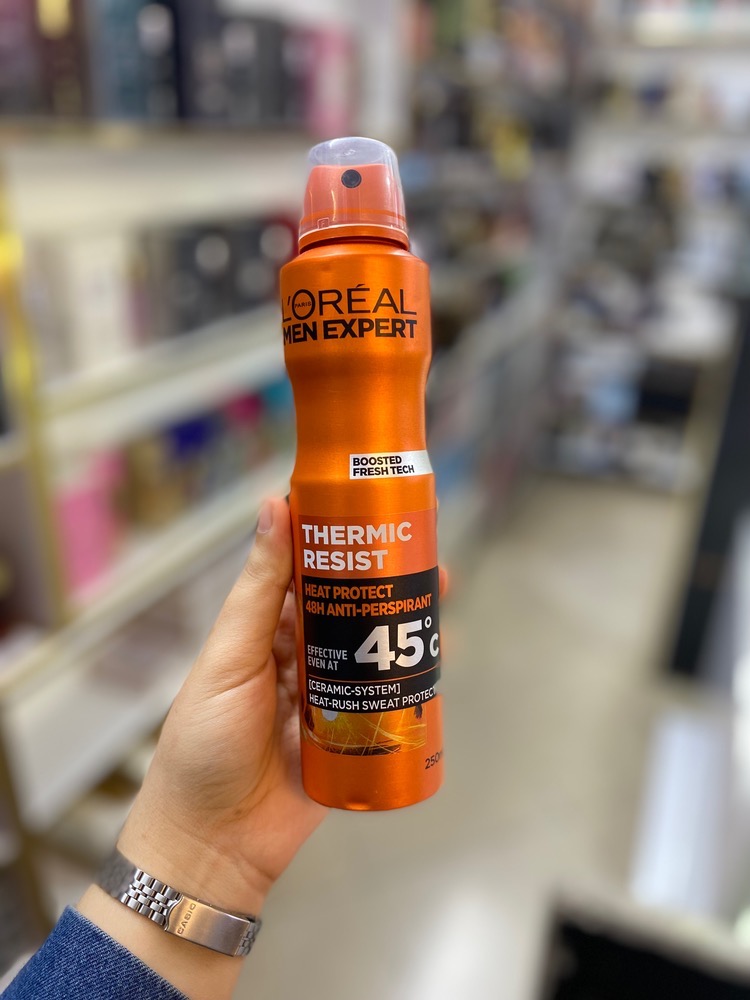 L'ORÉAL
PARIS
MEN EXPERT
BOOSTED
FRESH TECH
THERMIC
RESIST
HEAT PROTECT
48H ANTI-PERSPIRANT
EFFECTIVE
EVEN AT
45°C
[CERAMIC-SYSTEM]
HEAT-RUSH SWEAT
CASIO